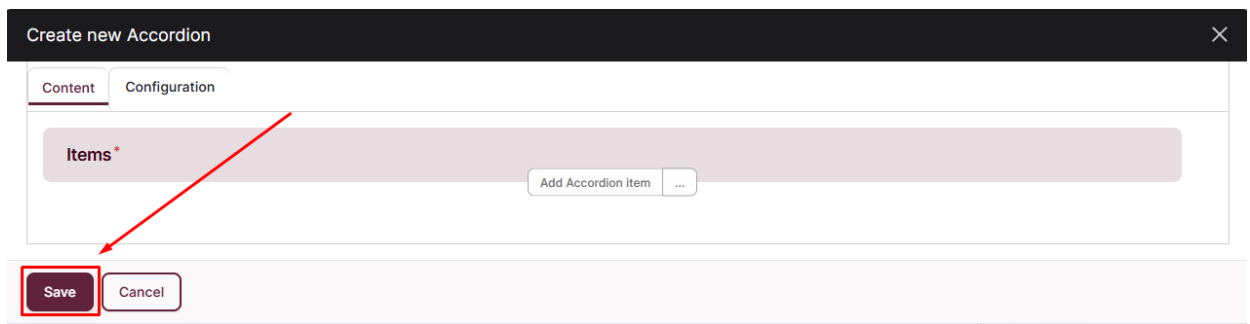 Create new Accordion
Content Configuration
Items*
Add Accordion item ...
Save Cancel